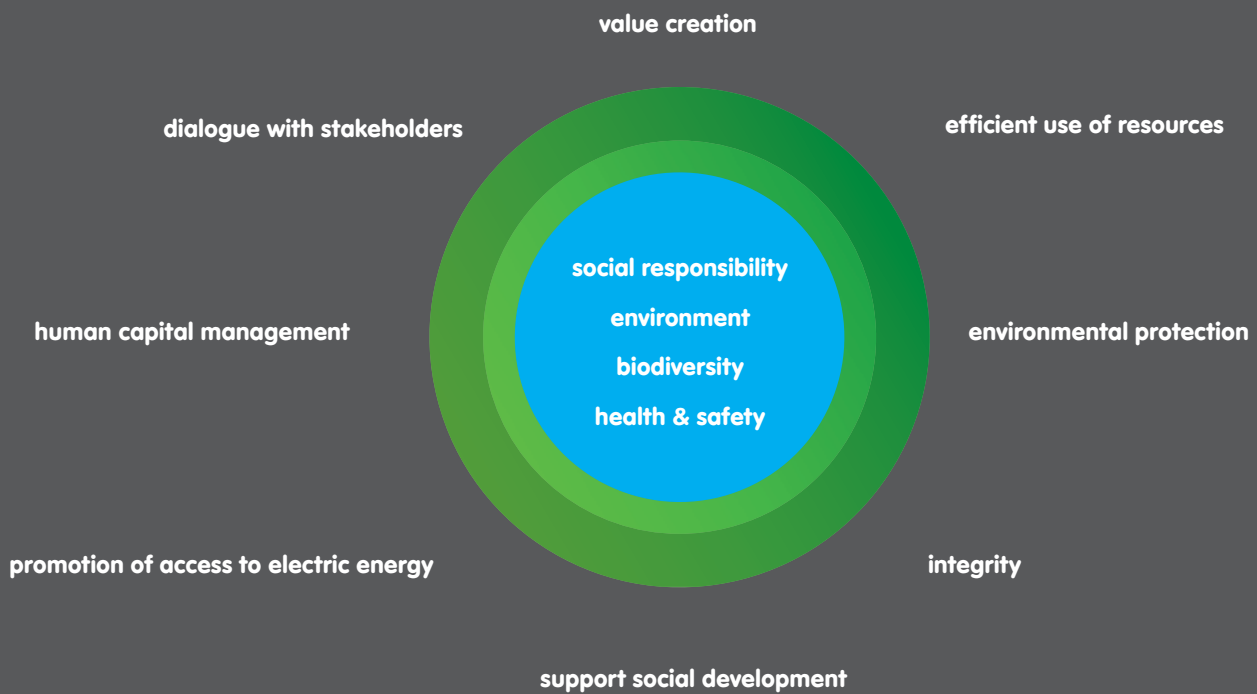 value creation
dialogue with stakeholders
efficient use of resources
social responsibility
environment
human capital management
environmental protection
biodiversity
health & safety
promotion of access to electric energy
integrity
support social development